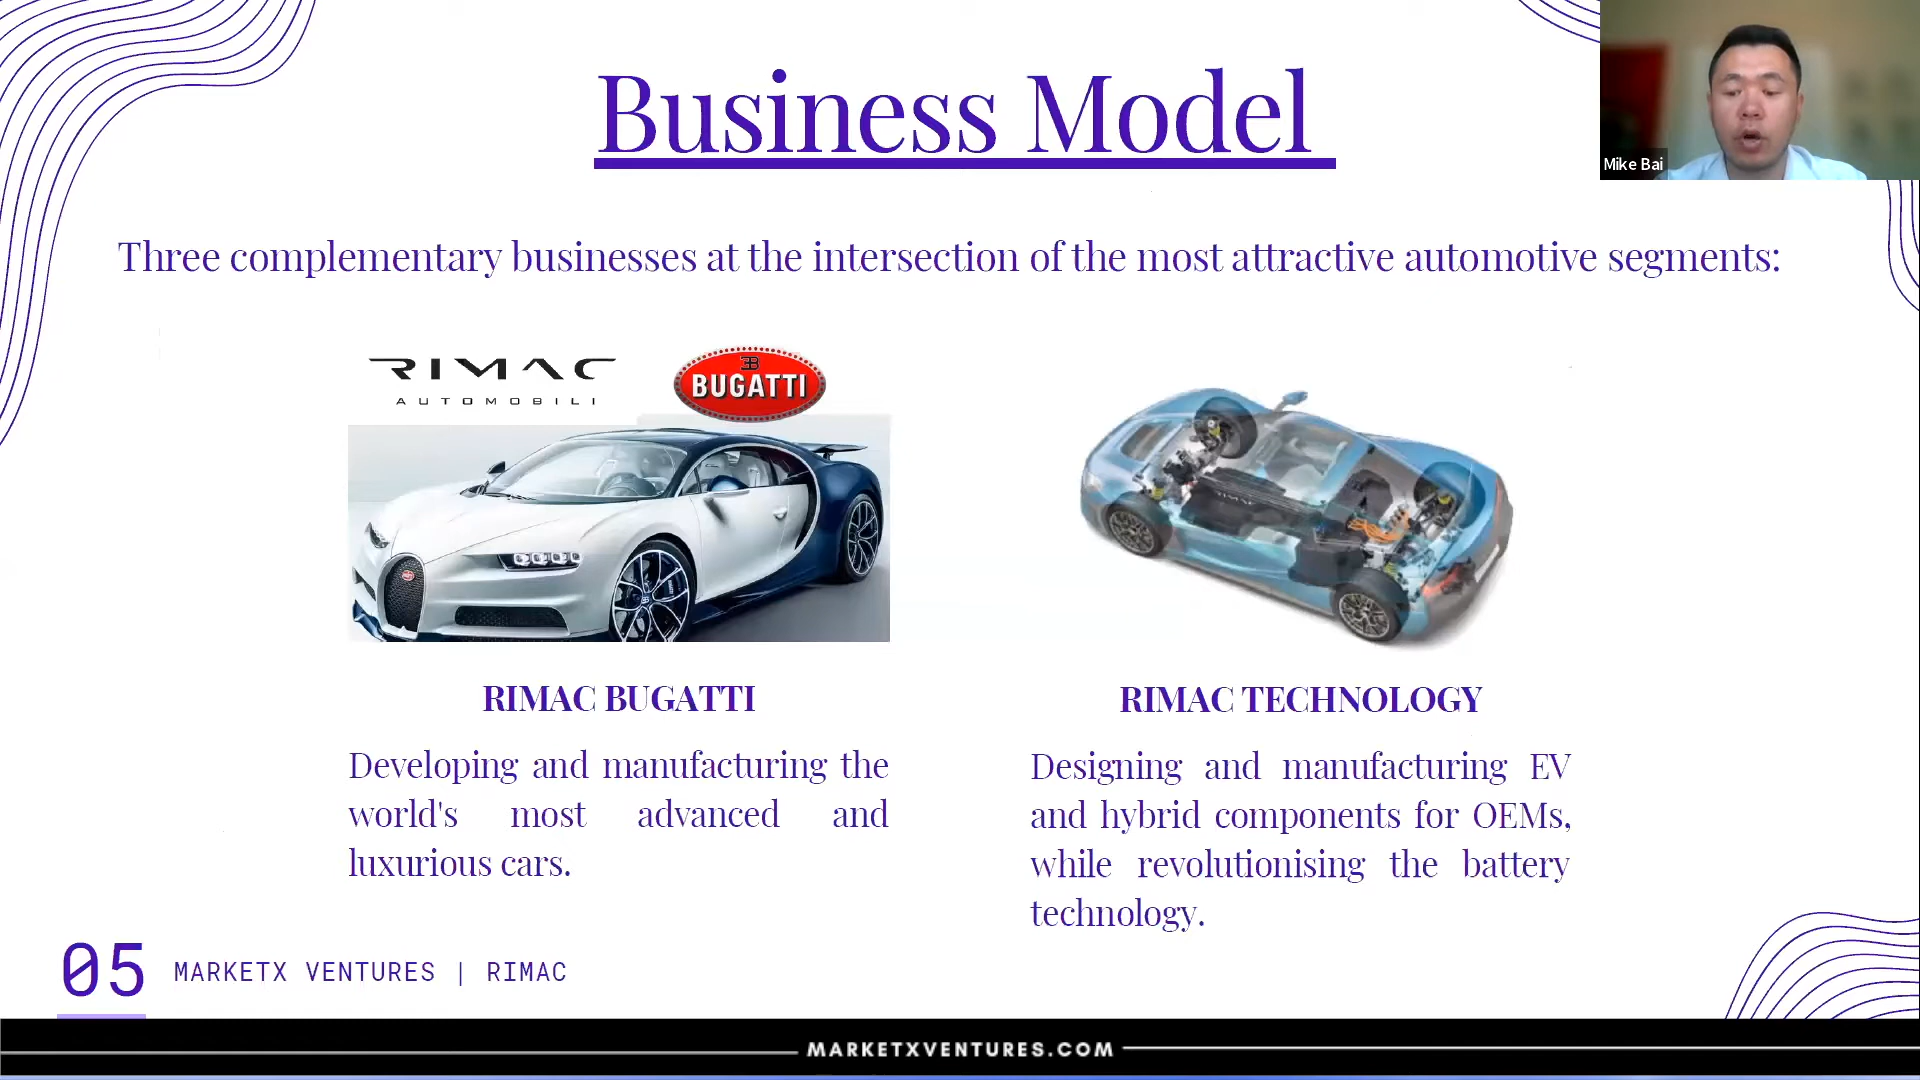 Business Model
Mike Bai
Three complementary businesses at the intersection of the most attractive automotive segments:
RIMAC
AUTOMOBILI
BUGATTI
RIMAC
RIMAC BUGATTI
Developing and manufacturing the
world's most advanced and
luxurious cars.
RIMAC TECHNOLOGY
Designing and manufacturing EV
and hybrid components for OEMs,
while revolutionising the battery
technology.
05
MARKETX VENTURES | RIMAC
MARKETXVENTURES.COM